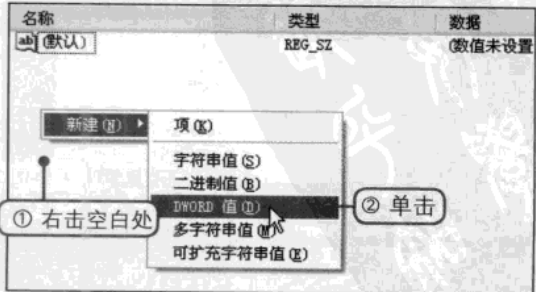 名称 类型 数据
ab (默认) REG_SZ (数值未设置
新建(N) 项(K)
字符串值(S)
二进制值(B)
DWORD 值(D) ② 单击
① 右击空白处 多字符串值(M)
可扩充字符串值(E)